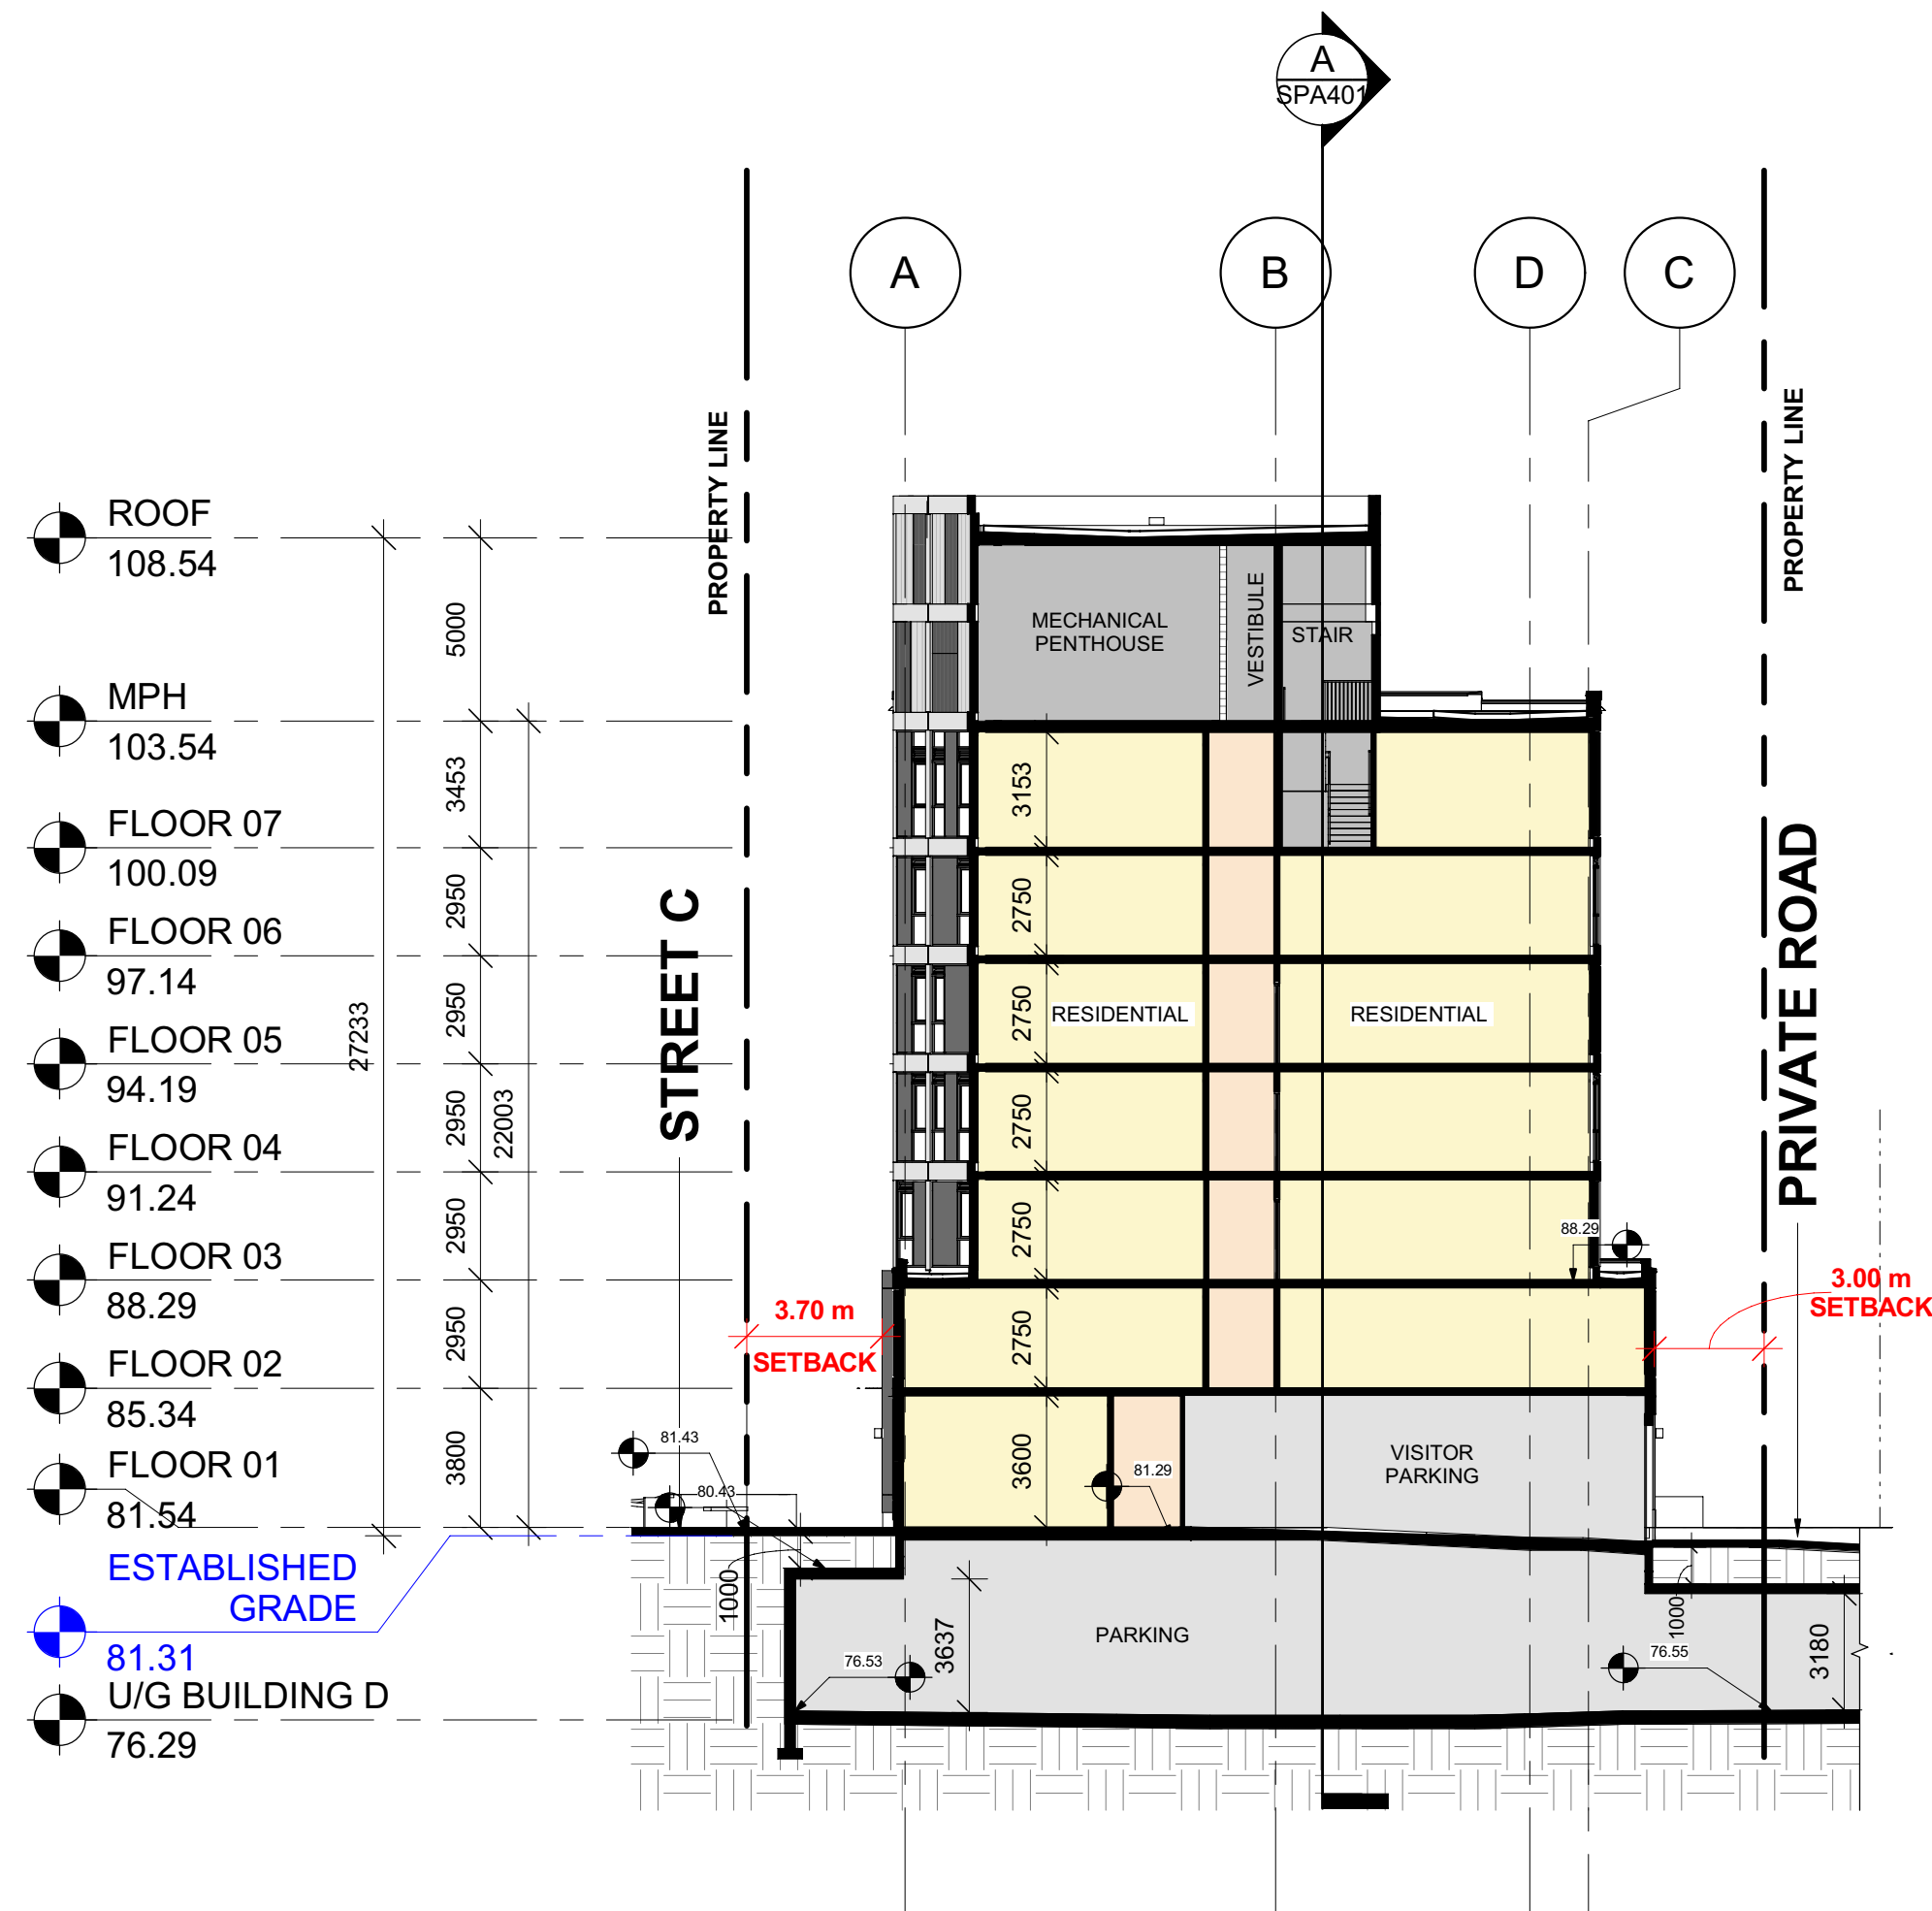 A
SPA401
A
B
D
C
PROPERTY LINE
PROPERTY LINE
ROOF
108.54
MPH
103.54
FLOOR 07
100.09
FLOOR 06
97.14
FLOOR 05
94.19
FLOOR 04
91.24
FLOOR 03
88.29
FLOOR 02
85.34
FLOOR 01
81.54
ESTABLISHED
GRADE
81.31
U/G BUILDING D
76.29
27233
5000
3453
2950
2950
2950
2950
2950
3800
22003
STREET C
PRIVATE ROAD
MECHANICAL
PENTHOUSE
VESTIBULE
STAIR
3153
2750
2750
RESIDENTIAL
RESIDENTIAL
2750
2750
88.29
3.70 m
SETBACK
3.00 m
SETBACK
2750
3600
81.43
80.43
81.29
VISITOR
PARKING
1000
76.53
3637
PARKING
1000
76.55
3180